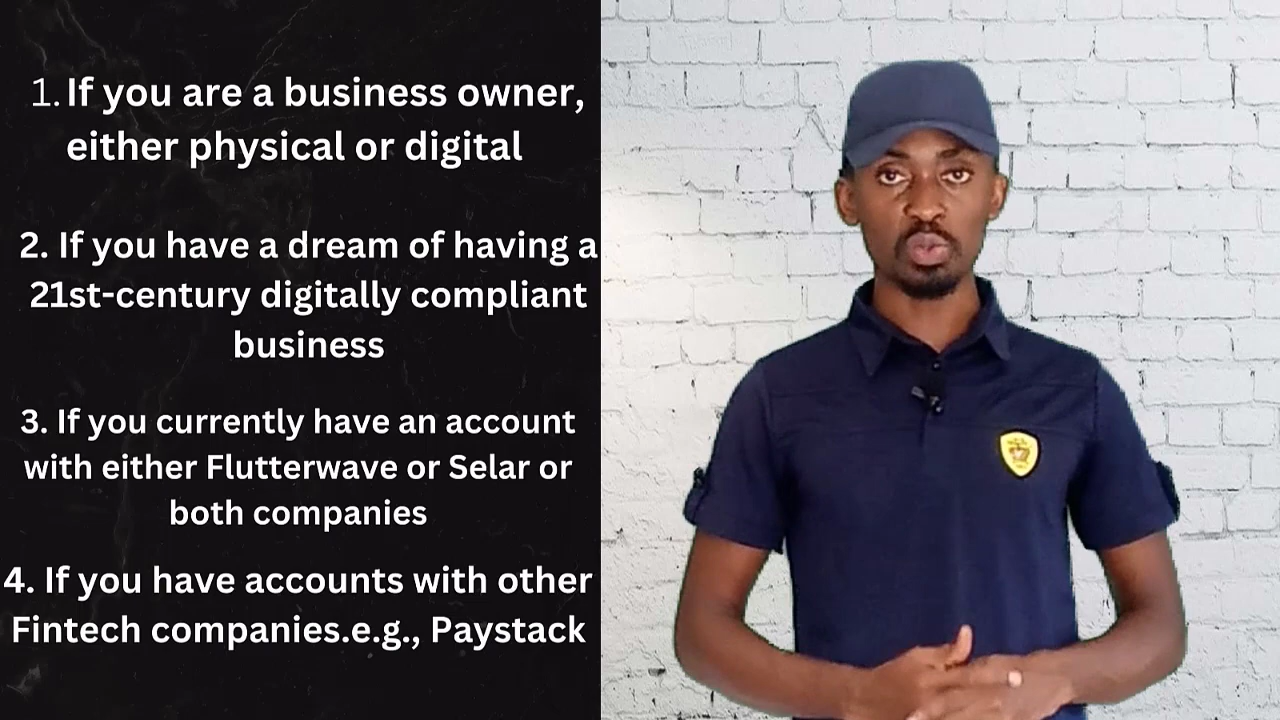 1. If you are a business owner,
either physical or digital
2. If you have a dream of having a
21st-century digitally compliant
business
3. If you currently have an account
with either Flutterwave or Selar or
both companies
4. If you have accounts with other
Fintech companies.e.g., Paystack